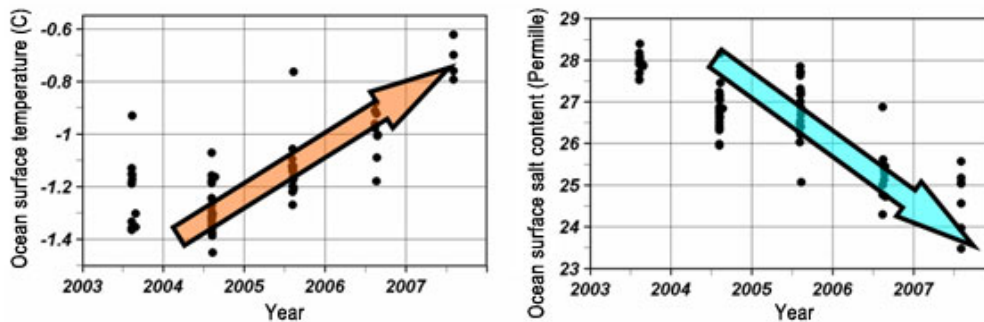 Ocean surface temperature (C)
-0.6
-0.8
-1
-1.2
-1.4
2003 2004 2005 2006 2007
Year
Ocean surface salt content (Permille)
29
28
27
26
25
24
23
2003 2004 2005 2006 2007
Year